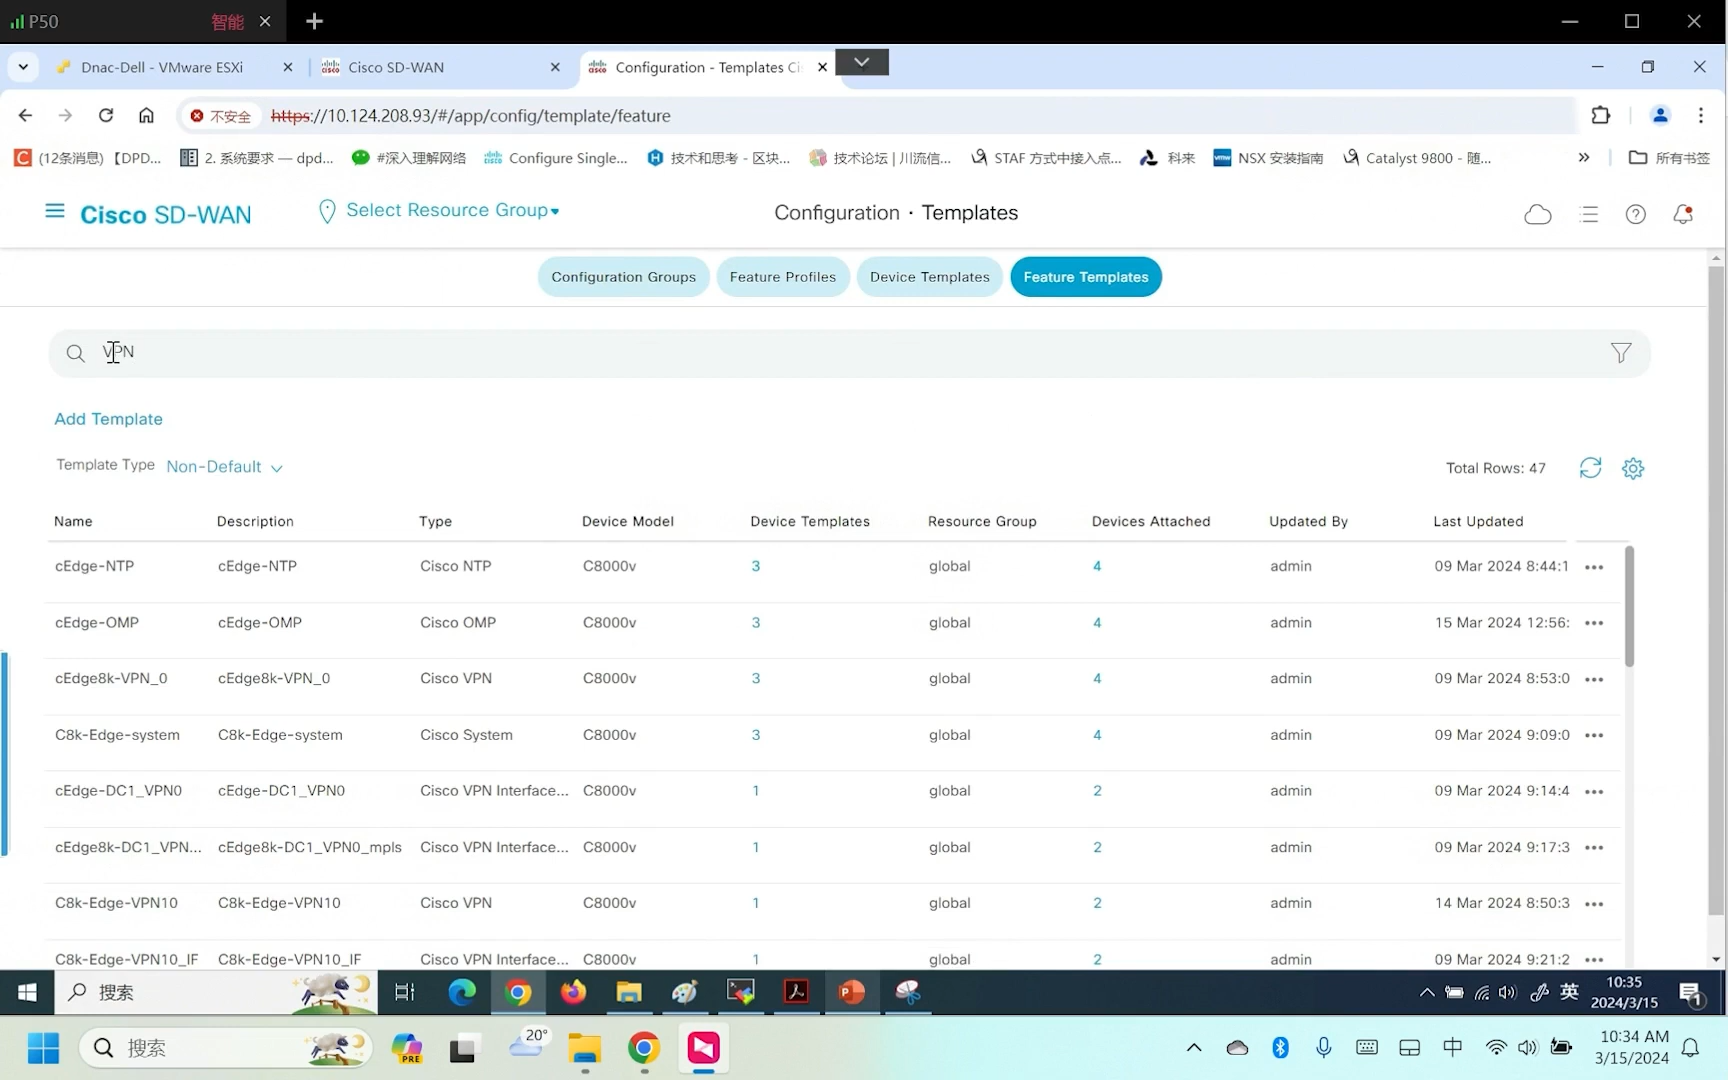 P50 智能
Dnac-Dell - VMware ESXi Cisco SD-WAN Configuration - Templates Ci
不安全 https://10.124.208.93/#/app/config/template/feature
(12条消息) 【DPD... 2. 系统要求 — dpd... #深入理解网络 Configure Single... 技术和思考 - 区块... 技术论坛 | 川流信... STAF 方式中接入点... 科来 NSX 安装指南 Catalyst 9800 - 随... » 所有书签
Cisco SD-WAN Select Resource Group Configuration · Templates
Configuration Groups Feature Profiles Device Templates Feature Templates
VPN
Add Template
Template Type Non-Default Total Rows: 47
Name Description Type Device Model Device Templates Resource Group Devices Attached Updated By Last Updated
cEdge-NTP cEdge-NTP Cisco NTP C8000v 3 global 4 admin 09 Mar 2024 8:44:1 •••
cEdge-OMP cEdge-OMP Cisco OMP C8000v 3 global 4 admin 15 Mar 2024 12:56: •••
cEdge8k-VPN_0 cEdge8k-VPN_0 Cisco VPN C8000v 3 global 4 admin 09 Mar 2024 8:53:0 •••
C8k-Edge-system C8k-Edge-system Cisco System C8000v 3 global 4 admin 09 Mar 2024 9:09:0 •••
cEdge-DC1_VPN0 cEdge-DC1_VPN0 Cisco VPN Interface... C8000v 1 global 2 admin 09 Mar 2024 9:14:4 •••
cEdge8k-DC1_VPN... cEdge8k-DC1_VPN0_mpls Cisco VPN Interface... C8000v 1 global 2 admin 09 Mar 2024 9:17:3 •••
C8k-Edge-VPN10 C8k-Edge-VPN10 Cisco VPN C8000v 1 global 2 admin 14 Mar 2024 8:50:3 •••
C8k-Edge-VPN10_IF C8k-Edge-VPN10_IF Cisco VPN Interface... C8000v 1 global 2 admin 09 Mar 2024 9:21:2 •••
搜索 英 10:35
2024/3/15 1
搜索 PRE 20° 中 10:34 AM
3/15/2024